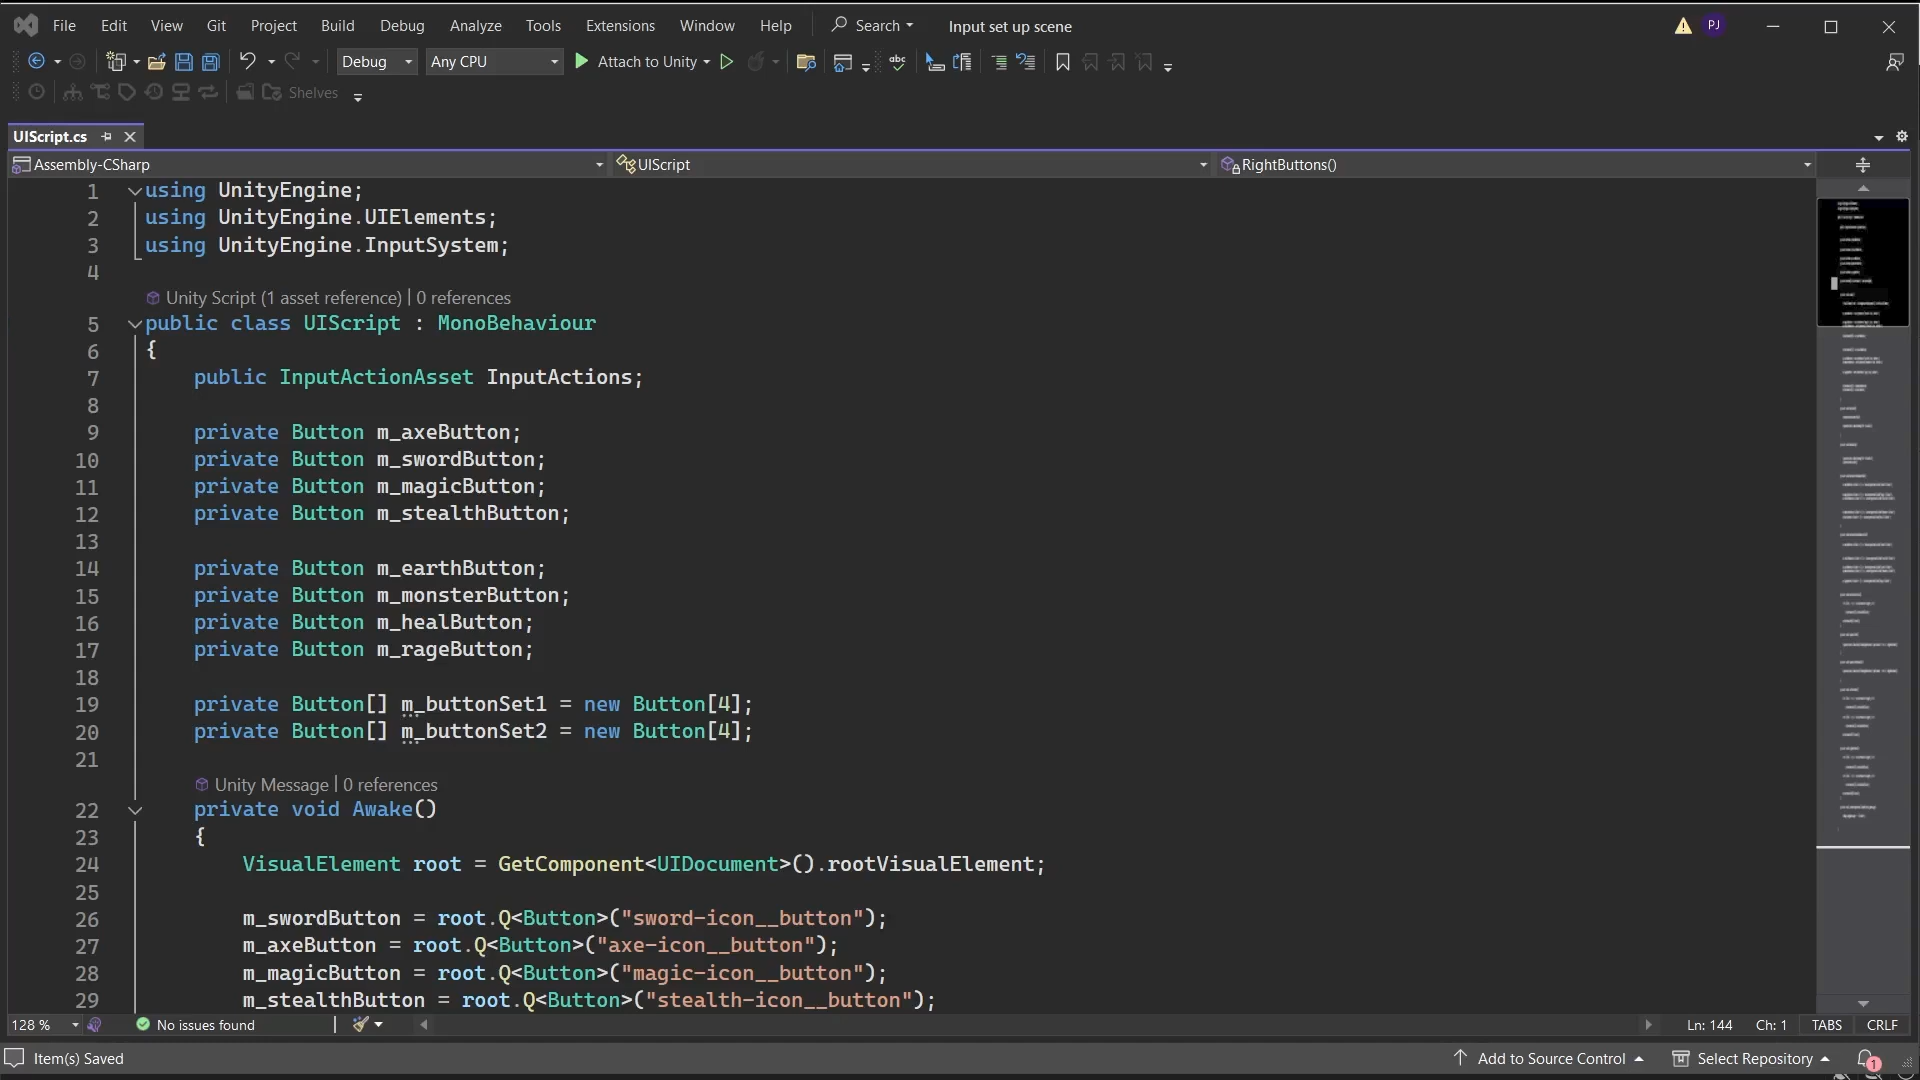 File Edit View Git Project Build Debug Analyze Tools Extensions Window Help Search Input set up scene PJ
Debug Any CPU Attach to Unity abc
Shelves
UIScript.cs
Assembly-CSharp UIScript RightButtons()
1 using UnityEngine;
2 using UnityEngine.UIElements;
3 using UnityEngine.InputSystem;
4
Unity Script (1 asset reference) | 0 references
5 public class UIScript : MonoBehaviour
6 {
7 public InputActionAsset InputActions;
8
9 private Button m_axeButton;
10 private Button m_swordButton;
11 private Button m_magicButton;
12 private Button m_stealthButton;
13
14 private Button m_earthButton;
15 private Button m_monsterButton;
16 private Button m_healButton;
17 private Button m_rageButton;
18
19 private Button[] m_buttonSet1 = new Button[4];
20 private Button[] m_buttonSet2 = new Button[4];
21
Unity Message | 0 references
22 private void Awake()
23 {
24 VisualElement root = GetComponent<UIDocument>().rootVisualElement;
25
26 m_swordButton = root.Q<Button>("sword-icon__button");
27 m_axeButton = root.Q<Button>("axe-icon__button");
28 m_magicButton = root.Q<Button>("magic-icon__button");
29 m_stealthButton = root.Q<Button>("stealth-icon__button");
128 % No issues found Ln: 144 Ch: 1 TABS CRLF
Item(s) Saved Add to Source Control Select Repository 1